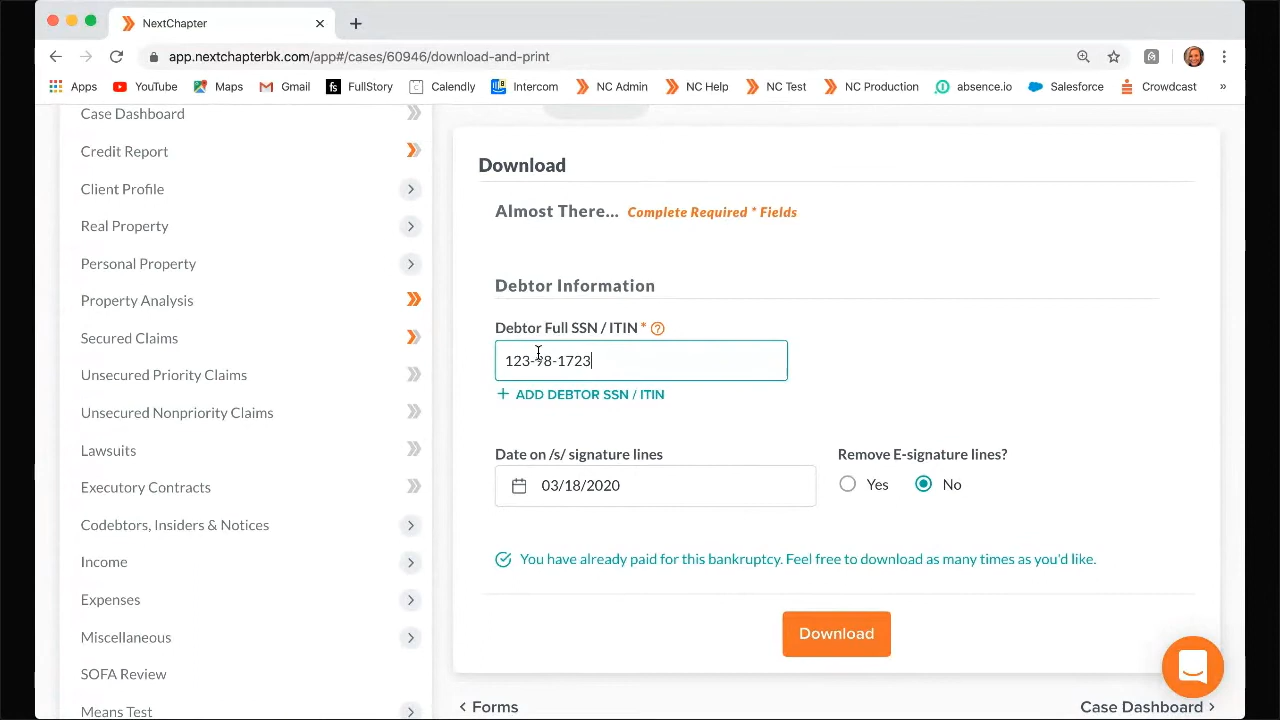 NextChapter
app.nextchapterbk.com/app#/cases/60946/download-and-print
Apps YouTube Maps Gmail fs FullStory Calendly Intercom NC Admin NC Help NC Test NC Production absence.io Salesforce Crowdcast »
Case Dashboard
Credit Report
Client Profile
Real Property
Personal Property
Property Analysis
Secured Claims
Unsecured Priority Claims
Unsecured Nonpriority Claims
Lawsuits
Executory Contracts
Codebtors, Insiders & Notices
Income
Expenses
Miscellaneous
SOFA Review
Means Test
Download
Almost There... Complete Required * Fields
Debtor Information
Debtor Full SSN / ITIN * ?
123-98-1723
+ ADD DEBTOR SSN / ITIN
Date on /s/ signature lines
03/18/2020
Remove E-signature lines?
Yes No
You have already paid for this bankruptcy. Feel free to download as many times as you'd like.
Download
< Forms
Case Dashboard >